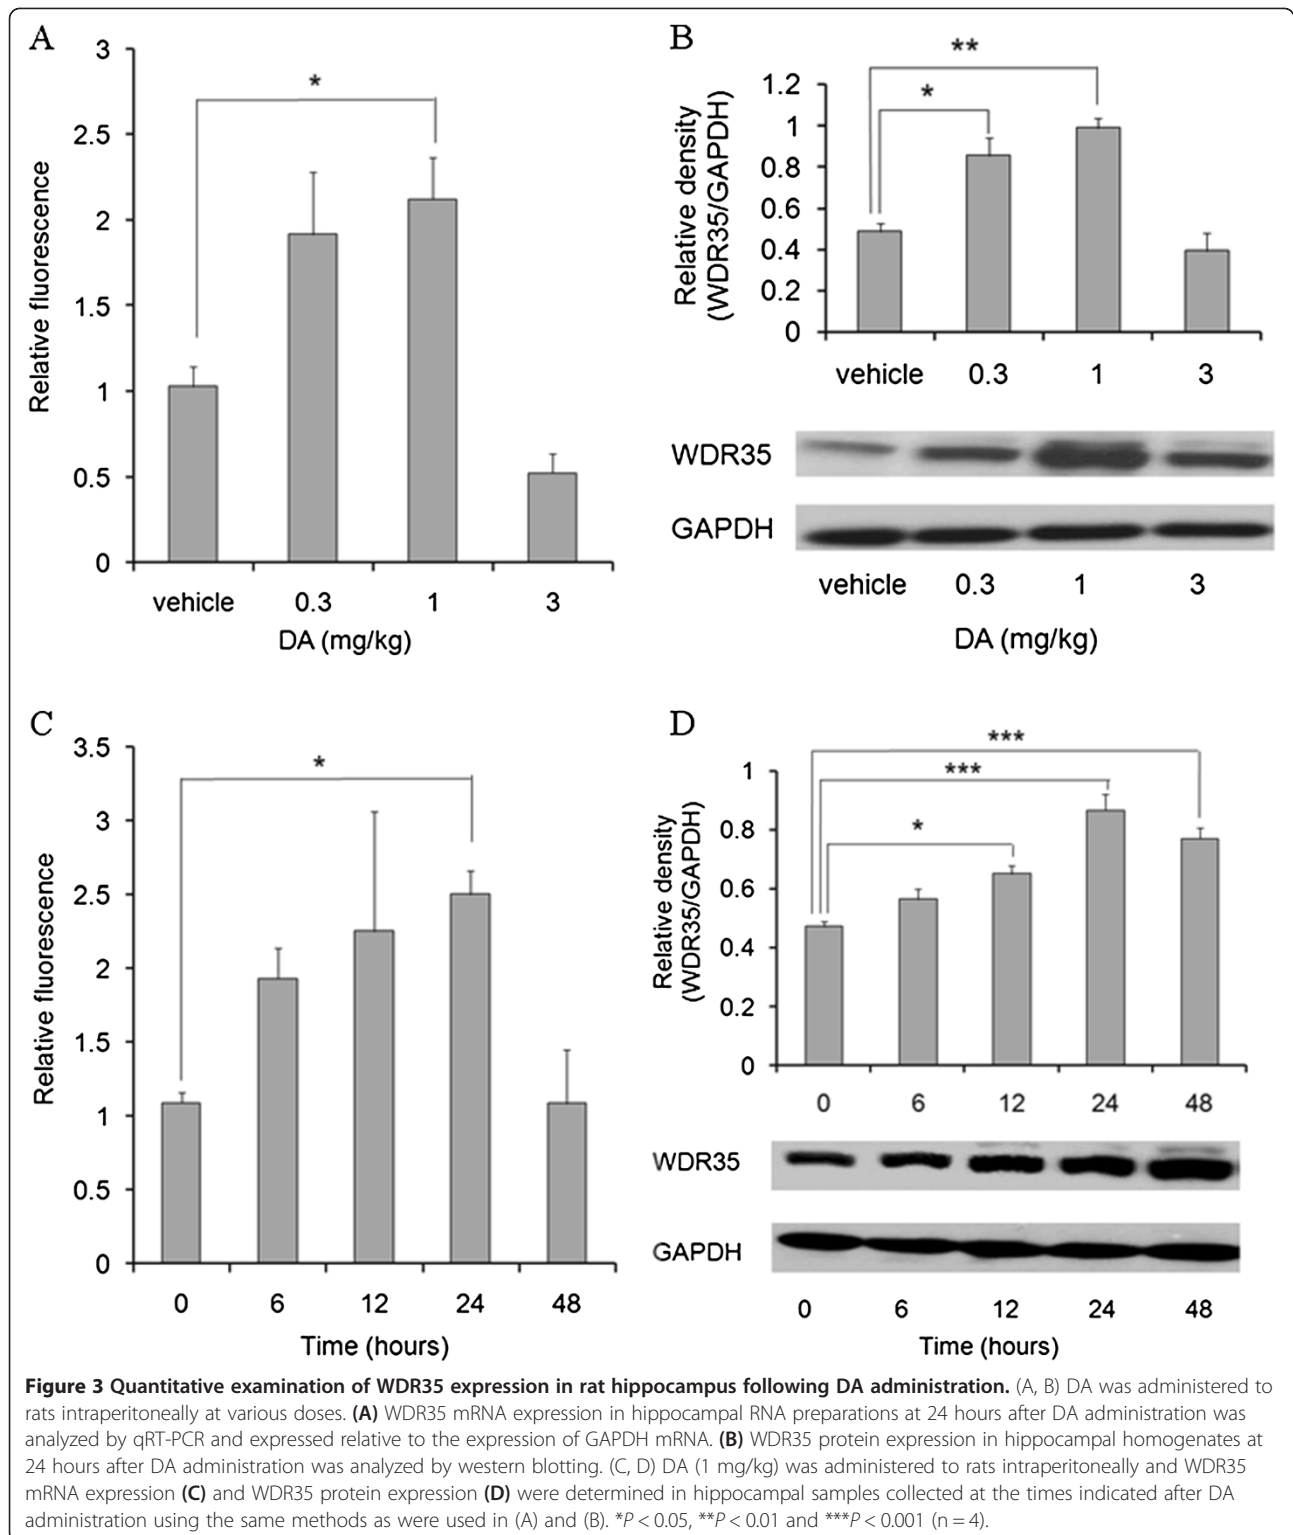 A
3
2.5
2
1.5
1
0.5
0
Relative fluorescence
*
vehicle 0.3 1 3
DA (mg/kg)
B
1.2
1
0.8
0.6
0.4
0.2
0
Relative density
(WDR35/GAPDH)
**
*
vehicle 0.3 1 3
WDR35
GAPDH
vehicle 0.3 1 3
DA (mg/kg)
C
3.5
3
2.5
2
1.5
1
0.5
0
Relative fluorescence
*
0 6 12 24 48
Time (hours)
D
1
0.8
0.6
0.4
0.2
0
Relative density
(WDR35/GAPDH)
***
***
*
0 6 12 24 48
WDR35
GAPDH
0 6 12 24 48
Time (hours)
Figure 3 Quantitative examination of WDR35 expression in rat hippocampus following DA administration. (A, B) DA was administered to
rats intraperitoneally at various doses. (A) WDR35 mRNA expression in hippocampal RNA preparations at 24 hours after DA administration was
analyzed by qRT-PCR and expressed relative to the expression of GAPDH mRNA. (B) WDR35 protein expression in hippocampal homogenates at
24 hours after DA administration was analyzed by western blotting. (C, D) DA (1 mg/kg) was administered to rats intraperitoneally and WDR35
mRNA expression (C) and WDR35 protein expression (D) were determined in hippocampal samples collected at the times indicated after DA
administration using the same methods as were used in (A) and (B). *P < 0.05, **P < 0.01 and ***P < 0.001 (n = 4).